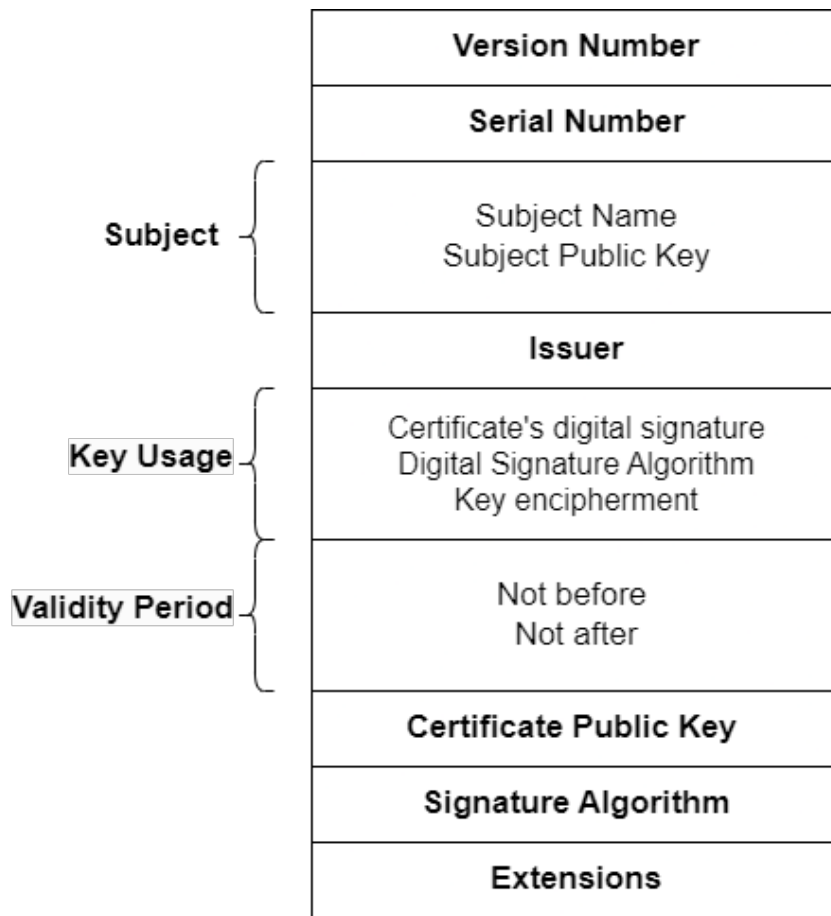 Version Number
Serial Number
Subject
Subject Name
Subject Public Key
Issuer
Key Usage
Certificate's digital signature
Digital Signature Algorithm
Key encipherment
Validity Period
Not before
Not after
Certificate Public Key
Signature Algorithm
Extensions